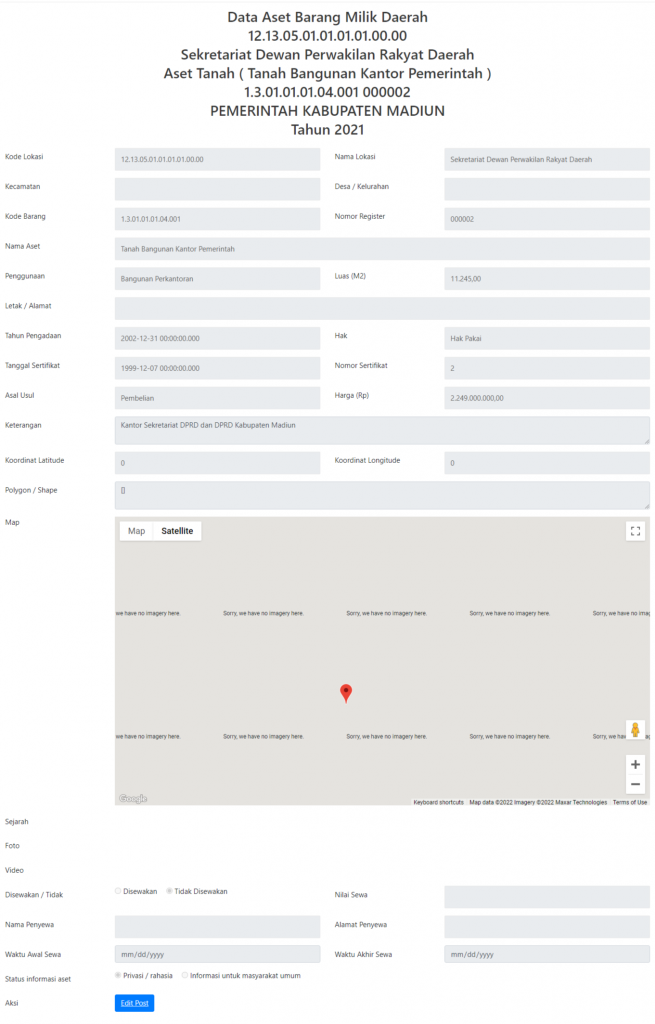 Data Aset Barang Milik Daerah
12.13.05.01.01.01.01.00.00
Sekretariat Dewan Perwakilan Rakyat Daerah
Aset Tanah ( Tanah Bangunan Kantor Pemerintah )
1.3.01.01.01.04.001 000002
PEMERINTAH KABUPATEN MADIUN
Tahun 2021
Kode Lokasi 12.13.05.01.01.01.01.00.00 Nama Lokasi Sekretariat Dewan Perwakilan Rakyat Daerah
Kecamatan Desa / Kelurahan
Kode Barang 1.3.01.01.01.04.001 Nomor Register 000002
Nama Aset Tanah Bangunan Kantor Pemerintah
Penggunaan Bangunan Perkantoran Luas (M2) 11.245,00
Letak / Alamat
Tahun Pengadaan 2002-12-31 00:00:00.000 Hak Hak Pakai
Tanggal Sertifikat 1999-12-07 00:00:00.000 Nomor Sertifikat 2
Asal Usul Pembelian Harga (Rp) 2.249.000.000,00
Keterangan Kantor Sekretariat DPRD dan DPRD Kabupaten Madiun
Koordinat Latitude 0 Koordinat Longitude 0
Polygon / Shape []
Map
Map Satellite
we have no imagery here. Sorry, we have no imagery here. Sorry, we have no imagery here. Sorry, we have no imagery here. Sorry, we have no imag
we have no imagery here. Sorry, we have no imagery here. Sorry, we have no imagery here. Sorry, we have no imagery here. Sorry, we hav
Google Keyboard shortcuts Map data ©2022 Imagery ©2022 Maxar Technologies Terms of Use
Sejarah
Foto
Video
Disewakan / Tidak Disewakan Tidak Disewakan Nilai Sewa
Nama Penyewa Alamat Penyewa
Waktu Awal Sewa mm/dd/yyyy Waktu Akhir Sewa mm/dd/yyyy
Status informasi aset Privasi / rahasia Informasi untuk masyarakat umum
Aksi Edit Post